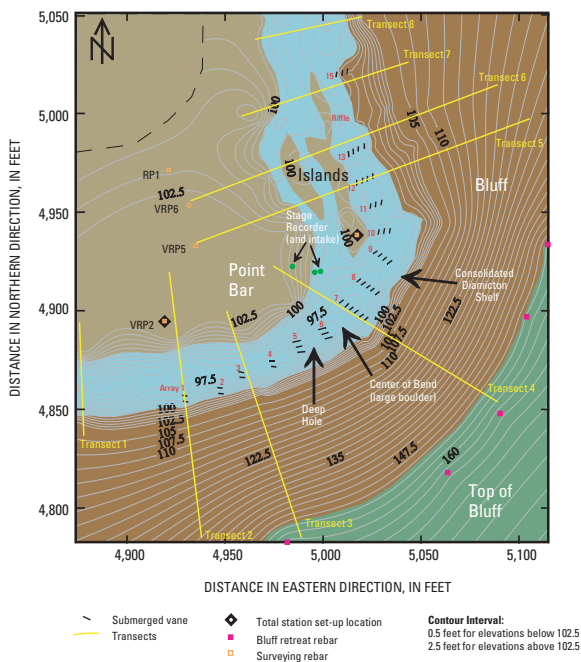 5,050
5,000
4,950
4,900
4,850
4,800
DISTANCE IN NORTHERN DIRECTION, IN FEET
N
Transect 8
Transect 7
Transect 6
Transect 5
15
101
Riffle
105
110
13
100
Islands
12
Bluff
RP1
102.5
VRP6
11
Stage
Recorder
(and intake)
10
100
VRP5
9
Point
Bar
8
Consolidated
Diamicton
Shelf
7
100
102.5
105
107.5
110
122.5
100
97.5
6
102.5
VRP2
5
4
3
Center of Bend
(large boulder)
Transect 4
97.5
Array 1
2
Deep
Hole
100
102.5
105
107.5
110
Transect 1
122.5
135
147.5
160
Top of
Bluff
Transect 3
Transect 2
4,900
4,950
5,000
5,050
5,100
DISTANCE IN EASTERN DIRECTION, IN FEET
Submerged vane
Transects
Total station set-up location
Bluff retreat rebar
Surveying rebar
Contour Interval:
0.5 feet for elevations below 102.5
2.5 feet for elevations above 102.5